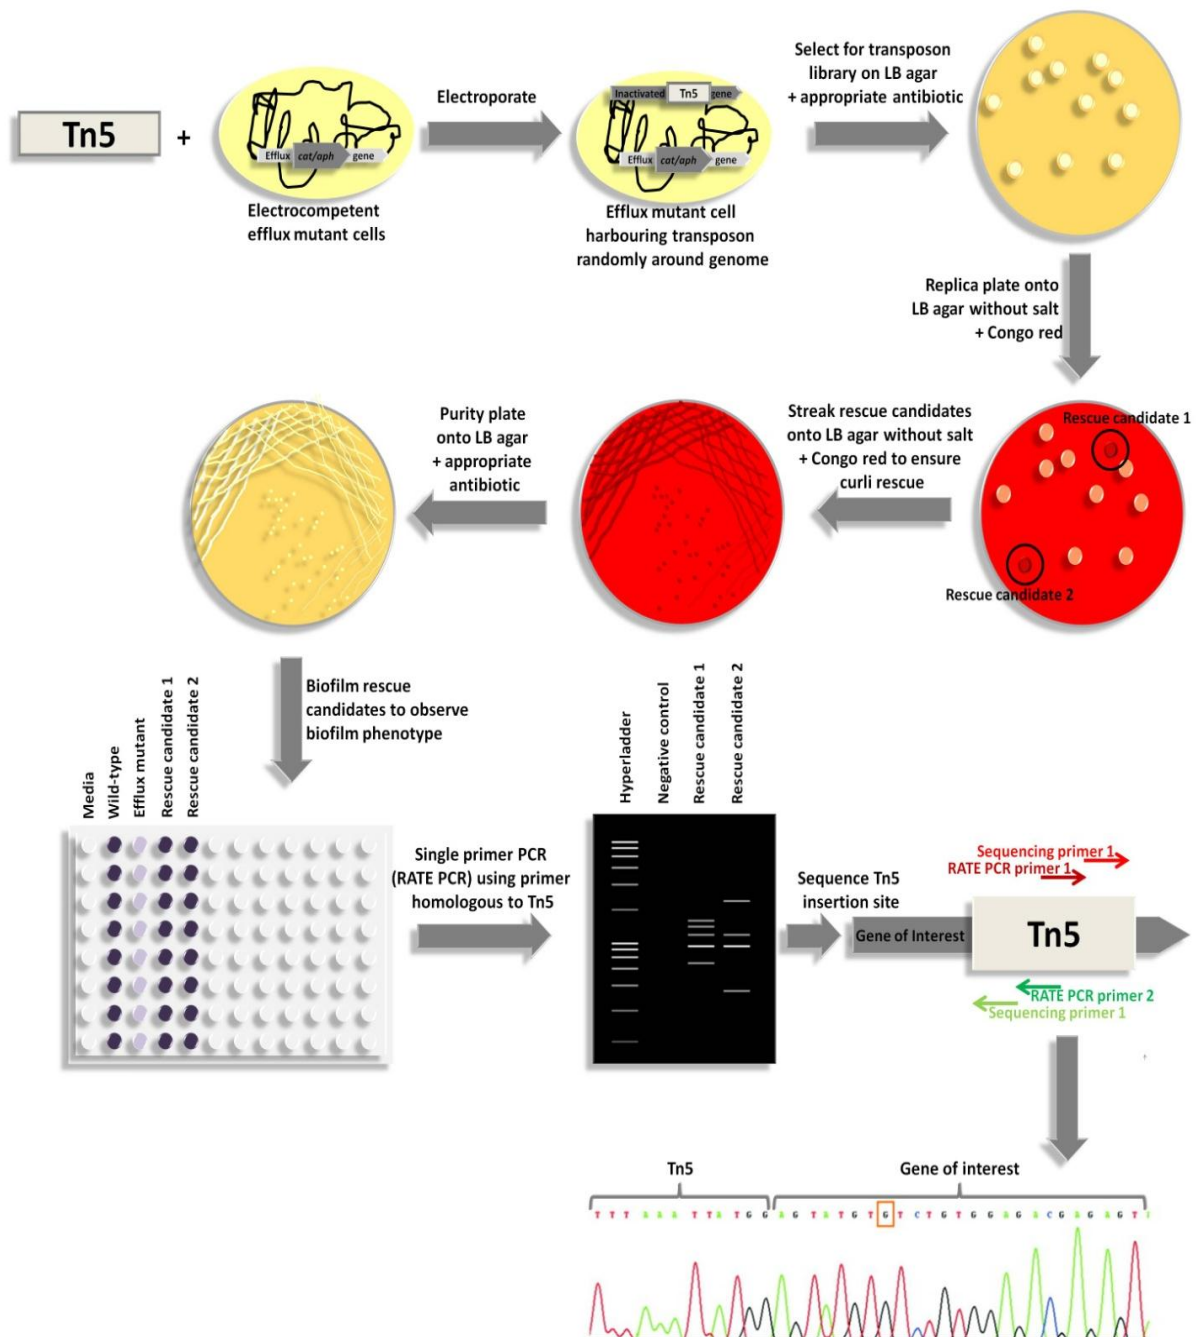 Tn5
+
Efflux cat/aph gene
Electrocompetent
efflux mutant cells
Electroporate
Inactivated Tn5 gene
Efflux cat/aph gene
Efflux mutant cell
harbouring transposon
randomly around genome
Select for transposon
library on LB agar
+ appropriate antibiotic
Replica plate onto
LB agar without salt
+ Congo red
Rescue candidate 1
Rescue candidate 2
Streak rescue candidates
onto LB agar without salt
+ Congo red to ensure
curli rescue
Purity plate
onto LB agar
+ appropriate
antibiotic
Biofilm rescue
candidates to observe
biofilm phenotype
Media
Wild-type
Efflux mutant
Rescue candidate 1
Rescue candidate 2
Single primer PCR
(RATE PCR) using primer
homologous to Tn5
Hyperladder
Negative control
Rescue candidate 1
Rescue candidate 2
Sequence Tn5
insertion site
Sequencing primer 1
RATE PCR primer 1
Gene of Interest
Tn5
RATE PCR primer 2
Sequencing primer 1
Tn5
Gene of interest
T T T A A A T T A T G G A G T A T G T G T C T G T G G A G A C G A G A G T